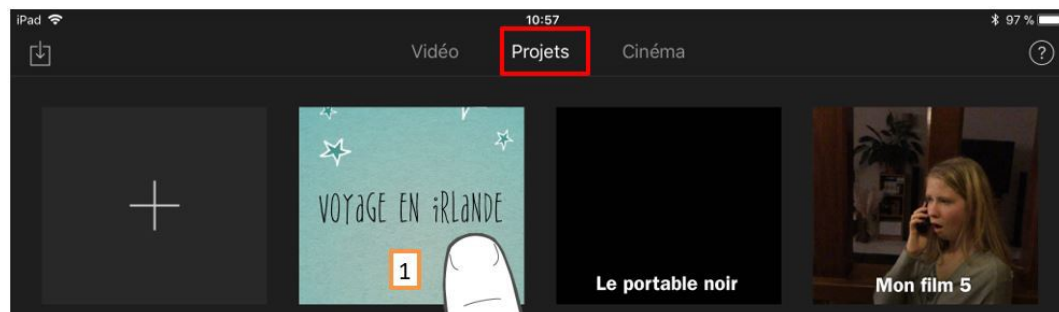 iPad 10:57 97 %
Vidéo Projets Cinéma ?
VOYAGE EN iRLANDE
1
Le portable noir
Mon film 5